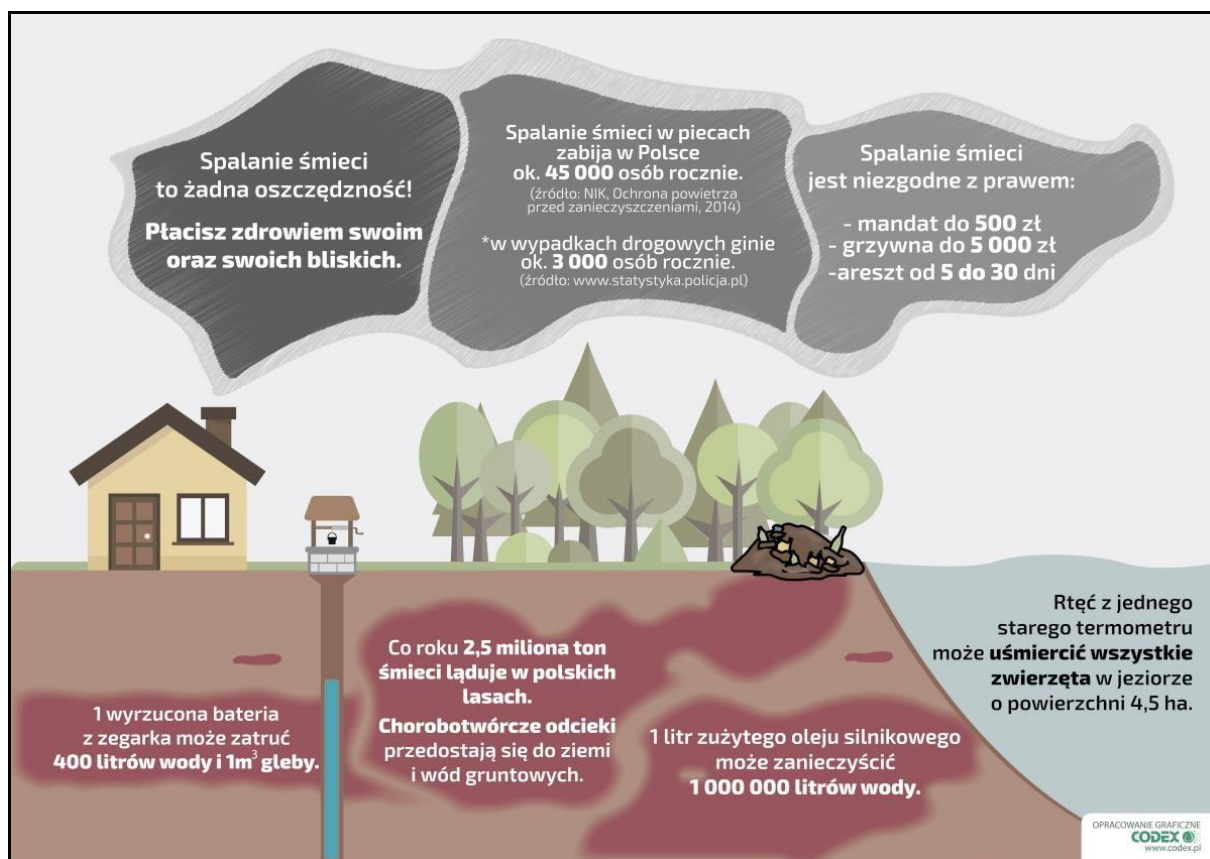 Spalanie śmieci
to żadna oszczędność!
Płacisz zdrowiem swoim
oraz swoich bliskich.
Spalanie śmieci w piecach
zabija w Polsce
ok. 45 000 osób rocznie.
(źródło: NIK, Ochrona powietrza
przed zanieczyszczeniami, 2014)
*w wypadkach drogowych ginie
ok. 3 000 osób rocznie.
(źródło: www.statystyka.policja.pl)
Spalanie śmieci
jest niezgodne z prawem:
- mandat do 500 zł
- grzywna do 5 000 zł
-areszt od 5 do 30 dni
1 wyrzucona bateria
z zegarka może zatruć
400 litrów wody i 1m³ gleby.
Co roku 2,5 miliona ton
śmieci ląduje w polskich
lasach.
Chorobotwórcze odcieki
przedostają się do ziemi
i wód gruntowych.
1 litr zużytego oleju silnikowego
może zanieczyścić
1 000 000 litrów wody.
Rtęć z jednego
starego termometru
może uśmiercić wszystkie
zwierzęta w jeziorze
o powierzchni 4,5 ha.
OPRACOWANIE GRAFICZNE
CODEX
www.codex.pl